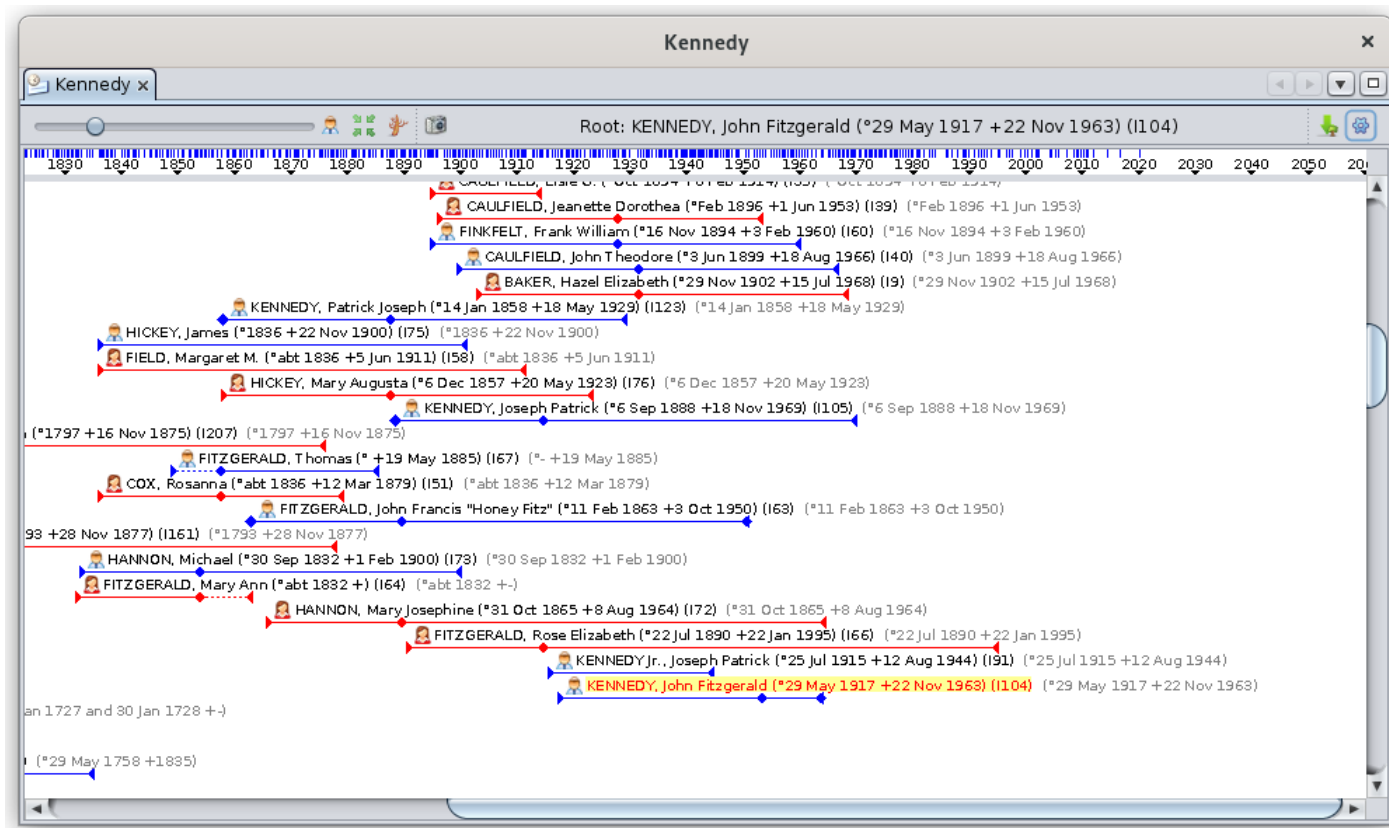 Kennedy
Kennedy
Root: KENNEDY, John Fitzgerald (°29 May 1917 +22 Nov 1963) (I104)
1830 1840 1850 1860 1870 1880 1890 1900 1910 1920 1930 1940 1950 1960 1970 1980 1990 2000 2010 2020 2030 2040 2050
CAULFIELD, Elsie G. (°Oct 1894 +6 Feb 1914) (I35) (°Oct 1894 +6 Feb 1914)
CAULFIELD, Jeanette Dorothea (°Feb 1896 +1 Jun 1953) (I39) (°Feb 1896 +1 Jun 1953)
FINKFELT, Frank William (°16 Nov 1894 +3 Feb 1960) (I60) (°16 Nov 1894 +3 Feb 1960)
CAULFIELD, John Theodore (°3 Jun 1899 +18 Aug 1966) (I40) (°3 Jun 1899 +18 Aug 1966)
BAKER, Hazel Elizabeth (°29 Nov 1902 +15 Jul 1968) (I9) (°29 Nov 1902 +15 Jul 1968)
KENNEDY, Patrick Joseph (°14 Jan 1858 +18 May 1929) (I123) (°14 Jan 1858 +18 May 1929)
HICKEY, James (°1836 +22 Nov 1900) (I75) (°1836 +22 Nov 1900)
FIELD, Margaret M. (°abt 1836 +5 Jun 1911) (I58) (°abt 1836 +5 Jun 1911)
HICKEY, Mary Augusta (°6 Dec 1857 +20 May 1923) (I76) (°6 Dec 1857 +20 May 1923)
KENNEDY, Joseph Patrick (°6 Sep 1888 +18 Nov 1969) (I105) (°6 Sep 1888 +18 Nov 1969)
(°1797 +16 Nov 1875) (I207) (°1797 +16 Nov 1875)
FITZGERALD, Thomas (° +19 May 1885) (I67) (°- +19 May 1885)
COX, Rosanna (°abt 1836 +12 Mar 1879) (I51) (°abt 1836 +12 Mar 1879)
FITZGERALD, John Francis "Honey Fitz" (°11 Feb 1863 +3 Oct 1950) (I63) (°11 Feb 1863 +3 Oct 1950)
93 +28 Nov 1877) (I161) (°1793 +28 Nov 1877)
HANNON, Michael (°30 Sep 1832 +1 Feb 1900) (I73) (°30 Sep 1832 +1 Feb 1900)
FITZGERALD, Mary Ann (°abt 1832 +) (I64) (°abt 1832 +-)
HANNON, Mary Josephine (°31 Oct 1865 +8 Aug 1964) (I72) (°31 Oct 1865 +8 Aug 1964)
FITZGERALD, Rose Elizabeth (°22 Jul 1890 +22 Jan 1995) (I66) (°22 Jul 1890 +22 Jan 1995)
KENNEDY Jr., Joseph Patrick (°25 Jul 1915 +12 Aug 1944) (I91) (°25 Jul 1915 +12 Aug 1944)
KENNEDY, John Fitzgerald (°29 May 1917 +22 Nov 1963) (I104) (°29 May 1917 +22 Nov 1963)
an 1727 and 30 Jan 1728 +-)
(°29 May 1758 +1835)